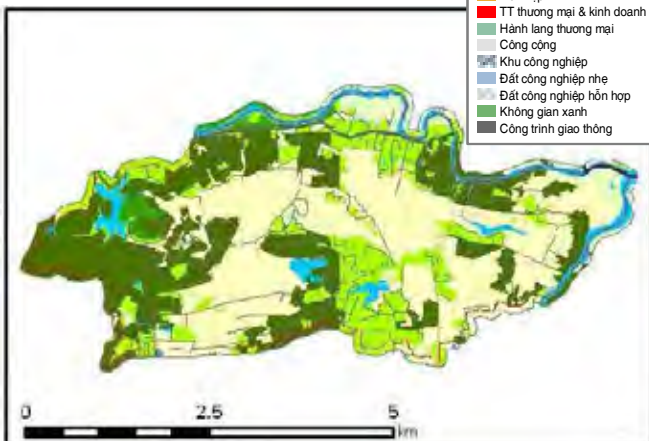 TT thương mại & kinh doanh
Hành lang thương mại
Công cộng
Khu công nghiệp
Đất công nghiệp nhẹ
Đất công nghiệp hỗn hợp
Không gian xanh
Công trình giao thông
0 2.5 5
km